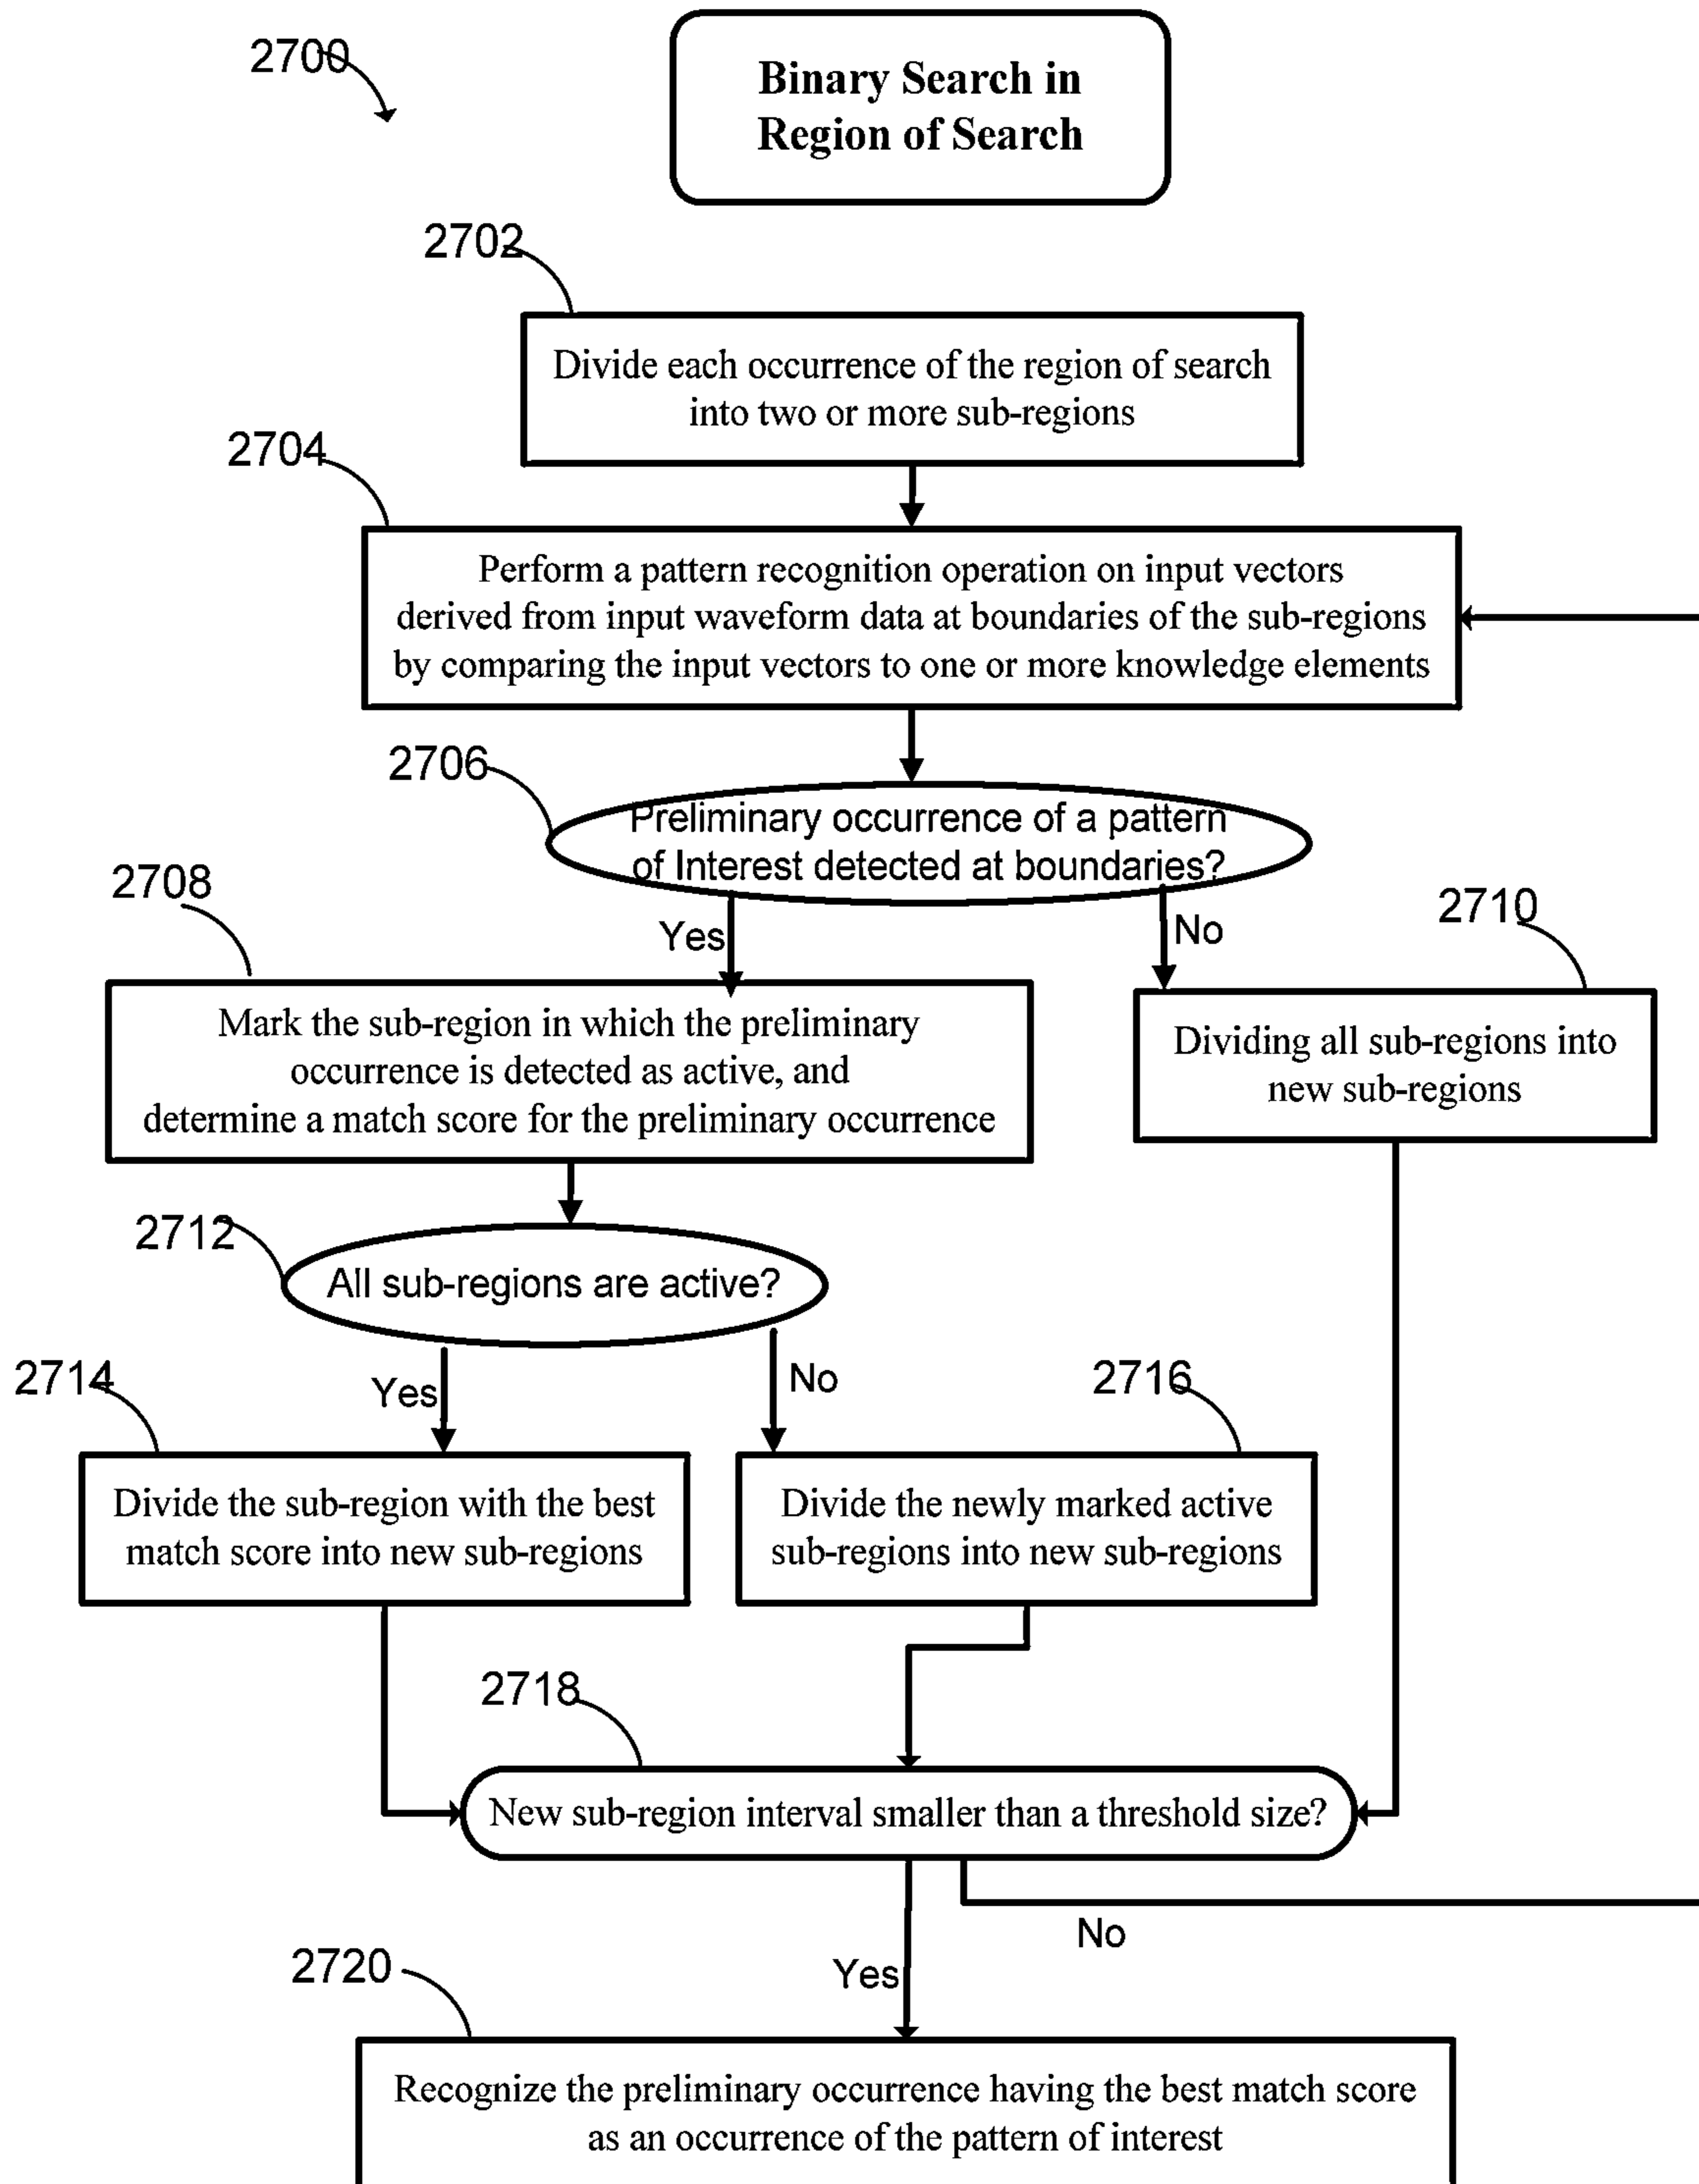 2700
Binary Search in
Region of Search
2702
Divide each occurrence of the region of search
into two or more sub-regions
2704
Perform a pattern recognition operation on input vectors
derived from input waveform data at boundaries of the sub-regions
by comparing the input vectors to one or more knowledge elements
2706
Preliminary occurrence of a pattern
of Interest detected at boundaries?
2708
Yes
No
2710
Mark the sub-region in which the preliminary
occurrence is detected as active, and
determine a match score for the preliminary occurrence
Dividing all sub-regions into
new sub-regions
2712
All sub-regions are active?
2714
Yes
No
2716
Divide the sub-region with the best
match score into new sub-regions
Divide the newly marked active
sub-regions into new sub-regions
2718
New sub-region interval smaller than a threshold size?
No
Yes
2720
Recognize the preliminary occurrence having the best match score
as an occurrence of the pattern of interest